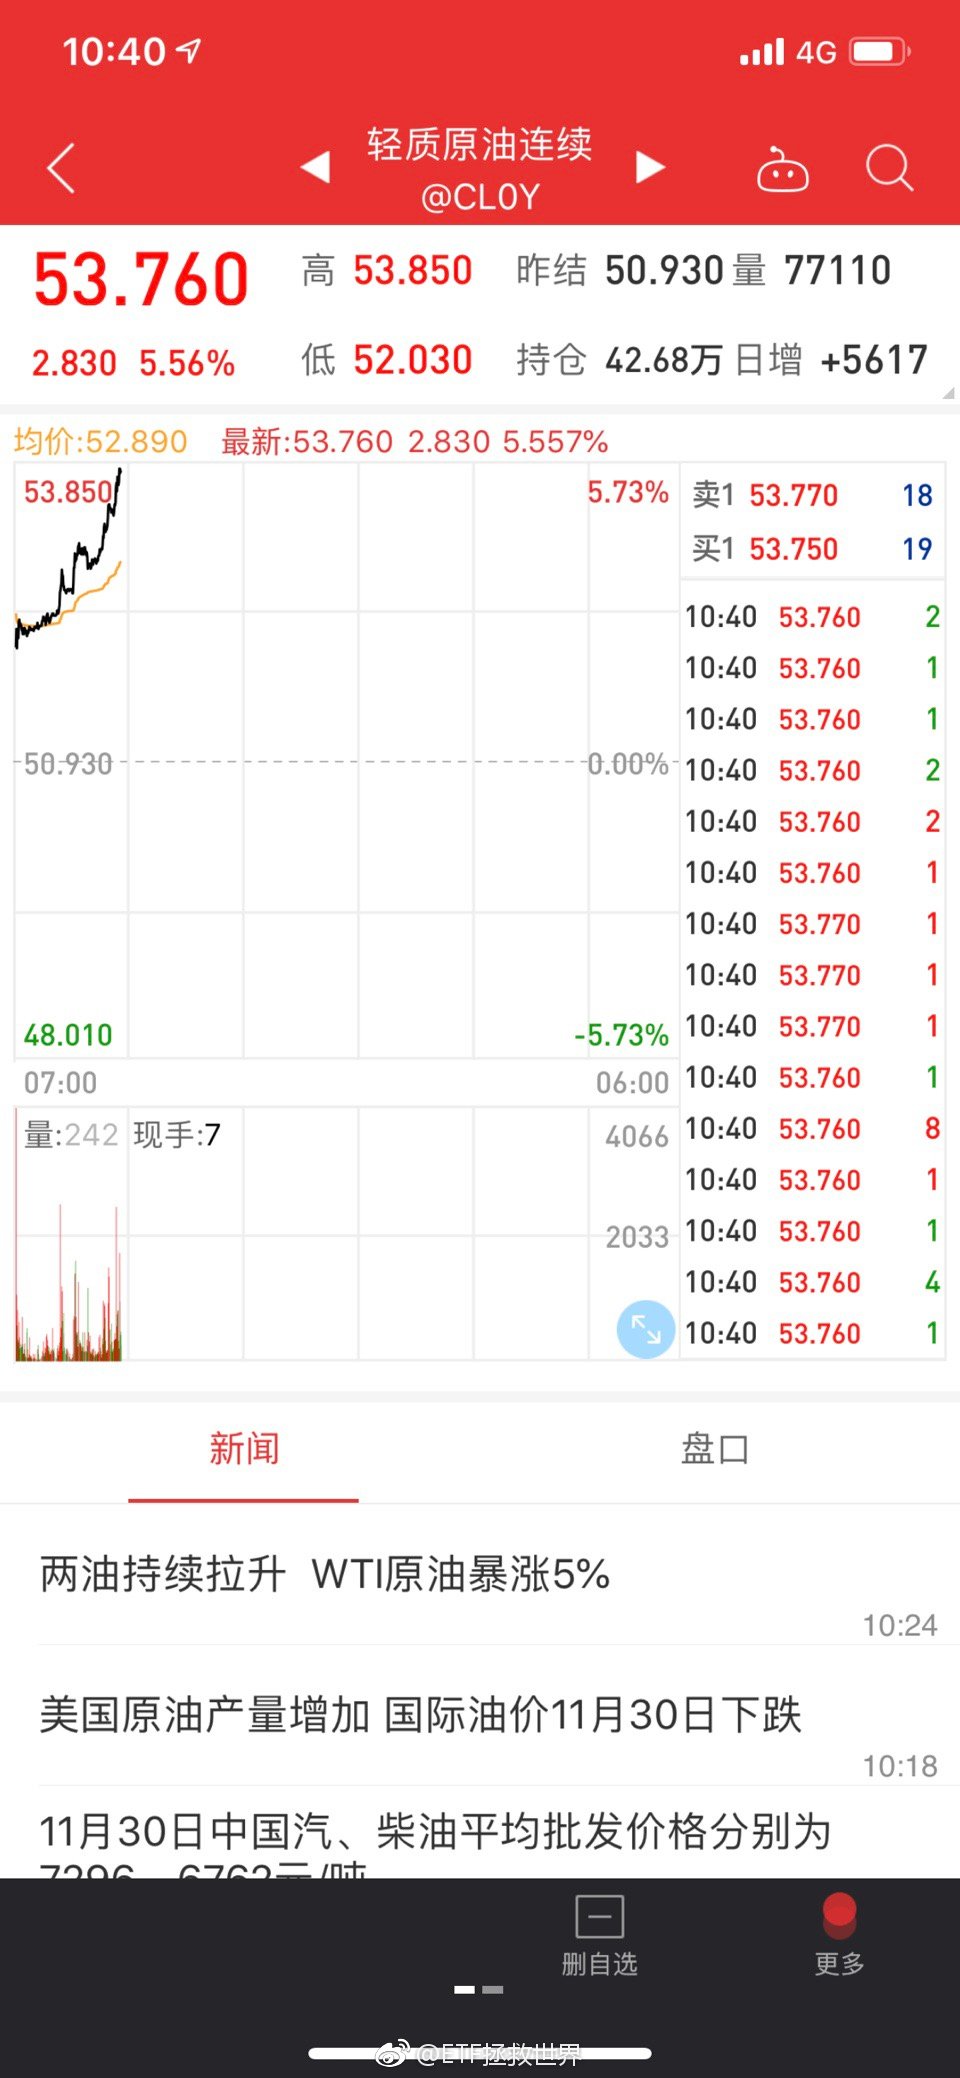 10:40
4G
轻质原油连续
@CL0Y
53.760
高 53.850 昨结 50.930 量 77110
2.830 5.56%
低 52.030 持仓 42.68万 日增 +5617
均价:52.890 最新:53.760 2.830 5.557%
53.850
5.73%
50.930
0.00%
48.010
-5.73%
07:00
06:00
量:242 现手:7
4066
2033
卖1 53.770 18
买1 53.750 19
10:40 53.760 2
10:40 53.760 1
10:40 53.760 1
10:40 53.760 2
10:40 53.760 2
10:40 53.760 1
10:40 53.770 1
10:40 53.770 1
10:40 53.770 1
10:40 53.760 1
10:40 53.760 8
10:40 53.760 1
10:40 53.760 1
10:40 53.760 4
10:40 53.760 1
新闻 盘口
两油持续拉升 WTI原油暴涨5%
10:24
美国原油产量增加 国际油价11月30日下跌
10:18
11月30日中国汽、柴油平均批发价格分别为
7296、6762元/吨
删自选
更多
@ETF拯救世界